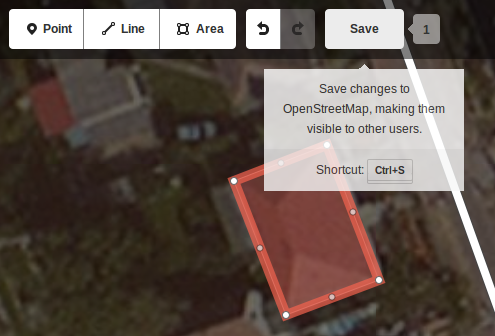 Point Line Area Save 1
Save changes to
OpenStreetMap, making them
visible to other users.
Shortcut: Ctrl+S